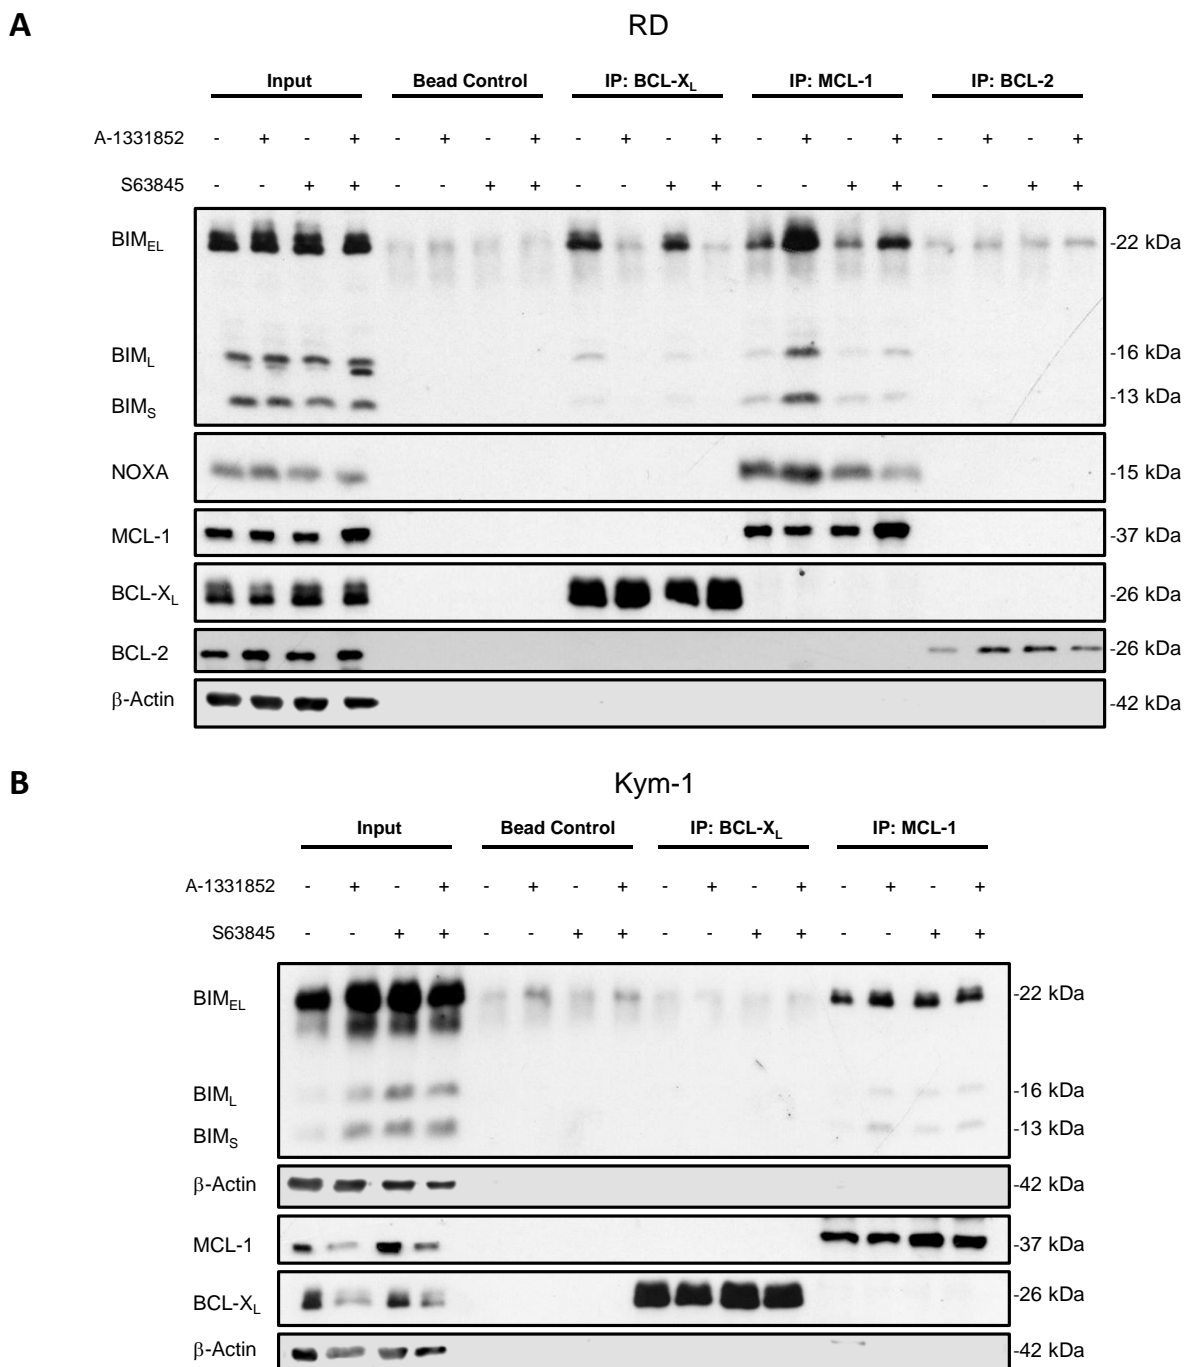 A
RD
Input Bead Control IP: BCL-XL IP: MCL-1 IP: BCL-2
A-1331852 - + - + - + - + - + - + - + - + - + - +
S63845 - - + + - - + + - - + + - - + + - - + +
BIMEL -22 kDa
BIML -16 kDa
BIMS -13 kDa
NOXA -15 kDa
MCL-1 -37 kDa
BCL-XL -26 kDa
BCL-2 -26 kDa
β-Actin -42 kDa
B
Kym-1
Input Bead Control IP: BCL-XL IP: MCL-1
A-1331852 - + - + - + - + - + - + - + - +
S63845 - - + + - - + + - - + + - - + +
BIMEL -22 kDa
BIML -16 kDa
BIMS -13 kDa
β-Actin -42 kDa
MCL-1 -37 kDa
BCL-XL -26 kDa
β-Actin -42 kDa